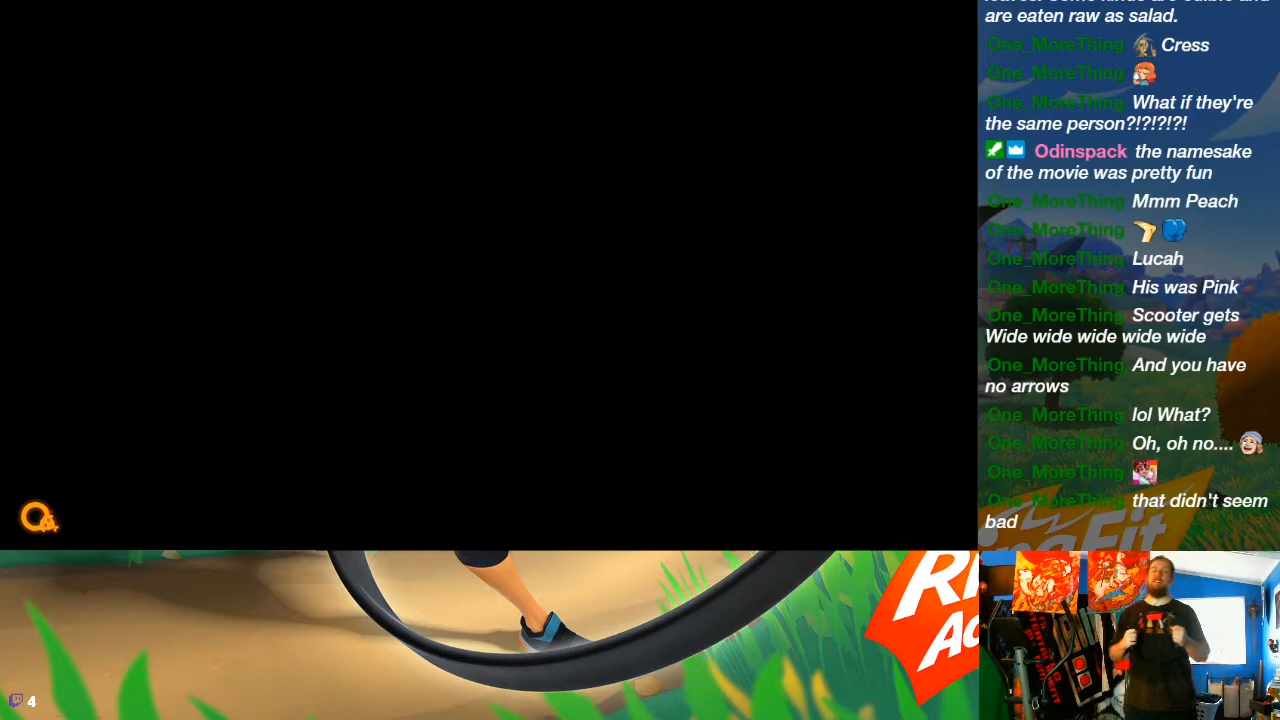 are eaten raw as salad.
One_MoreThing Cress
One_MoreThing
One_MoreThing What if they're
the same person?!?!?!?!
Odinspack the namesake
of the movie was pretty fun
One_MoreThing Mmm Peach
One_MoreThing
One_MoreThing Lucah
One_MoreThing His was Pink
One_MoreThing Scooter gets
Wide wide wide wide wide
One_MoreThing And you have
no arrows
One_MoreThing lol What?
One_MoreThing Oh, oh no....
One_MoreThing
One_MoreThing that didn't seem
bad
4